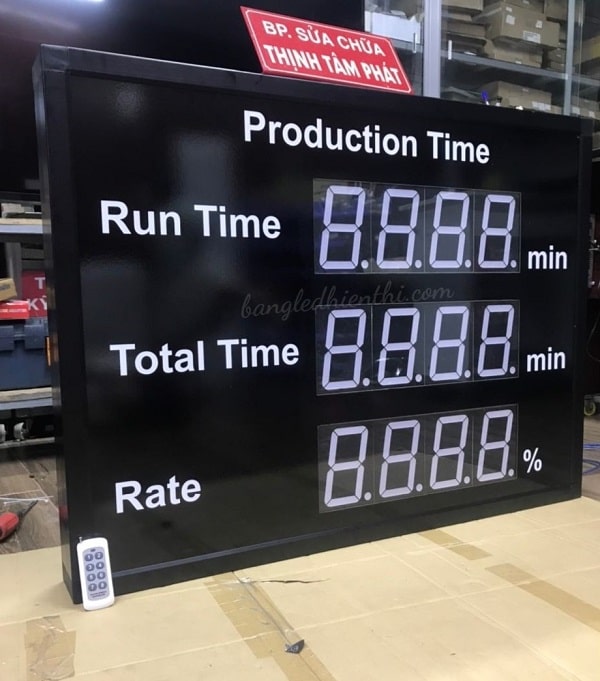 BP. SỬA CHỮA
THỊNH TÂM PHÁT
Production Time
Run Time 8.8.8.8. min
bangledhienthi.com
Total Time 8.8.8.8. min
Rate 8.8.8.8. %